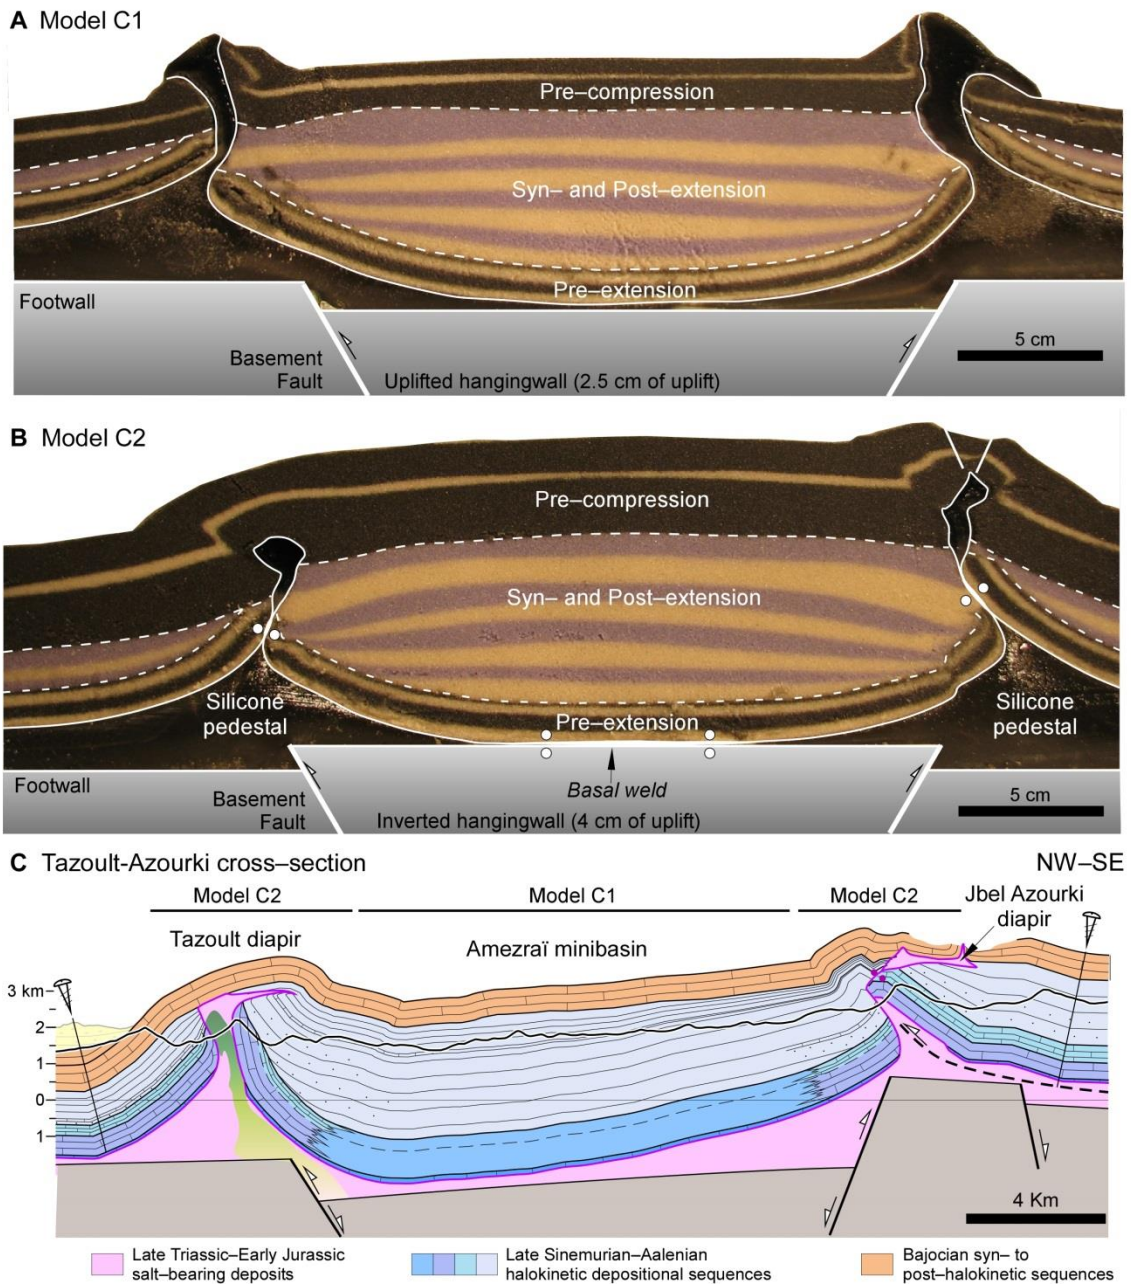 A Model C1
Pre–compression
Syn– and Post–extension
Pre–extension
Footwall
Basement
Fault
Uplifted hangingwall (2.5 cm of uplift)
5 cm
B Model C2
Pre–compression
Syn– and Post–extension
Silicone
pedestal
Pre–extension
Silicone
pedestal
Footwall
Basement
Fault
Basal weld
Inverted hangingwall (4 cm of uplift)
5 cm
C Tazoult-Azourki cross–section
NW–SE
Model C2
Model C1
Model C2
Jbel Azourki
diapir
Tazoult diapir
Amezraï minibasin
3 km
2
1
0
1
4 Km
Late Triassic–Early Jurassic
salt–bearing deposits
Late Sinemurian–Aalenian
halokinetic depositional sequences
Bajocian syn– to
post–halokinetic sequences